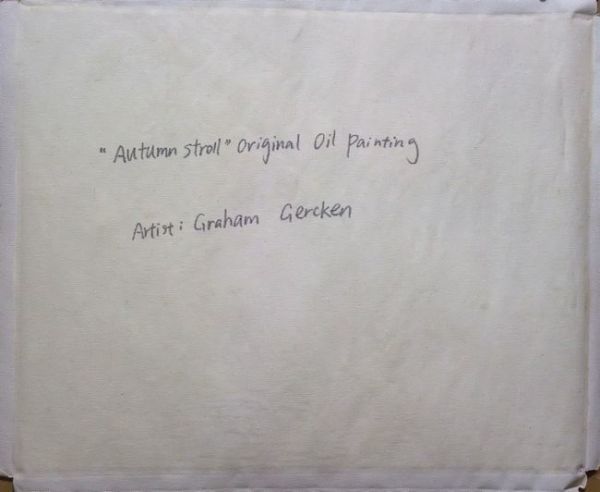 "Autumn stroll" Original Oil Painting
Artist: Graham Gercken